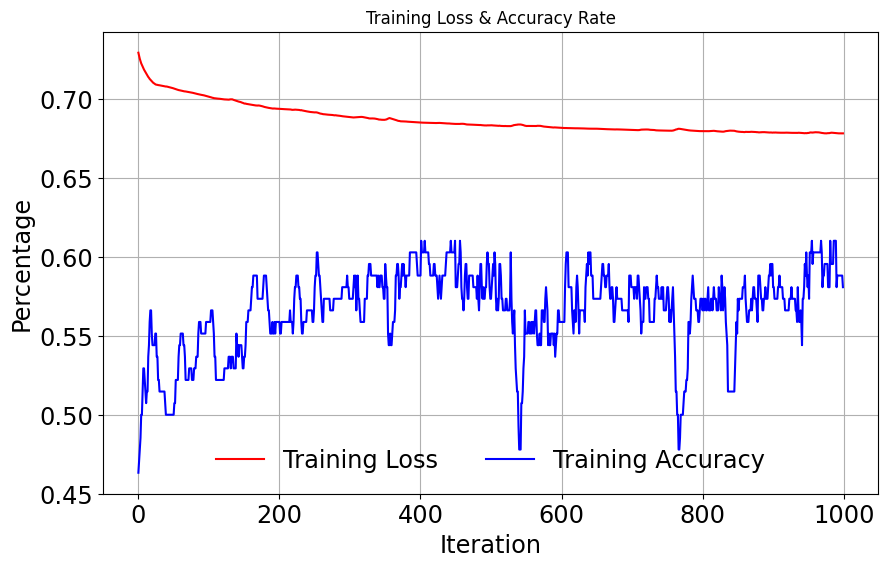 Training Loss & Accuracy Rate
Percentage
0.70
0.65
0.60
0.55
0.50
0.45
Training Loss
Training Accuracy
0
200
400
600
800
1000
Iteration